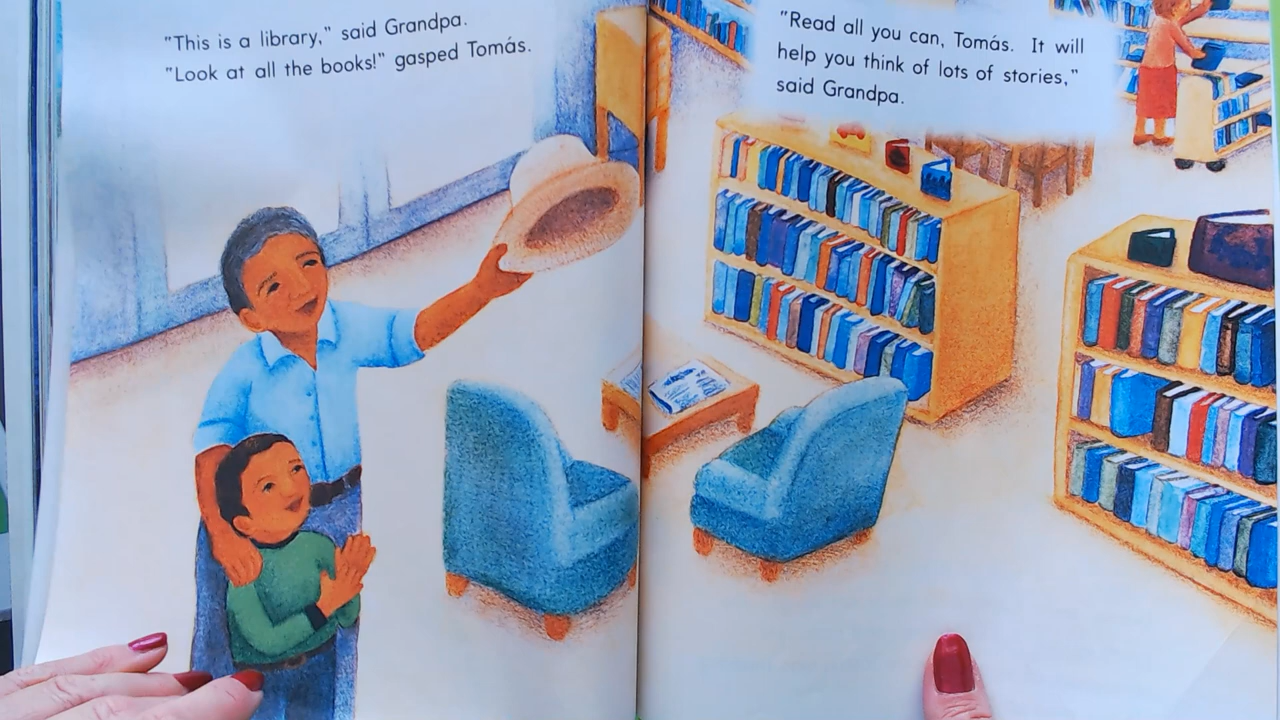 "This is a library," said Grandpa.
"Look at all the books!" gasped Tomás.
"Read all you can, Tomás. It will
help you think of lots of stories,"
said Grandpa.